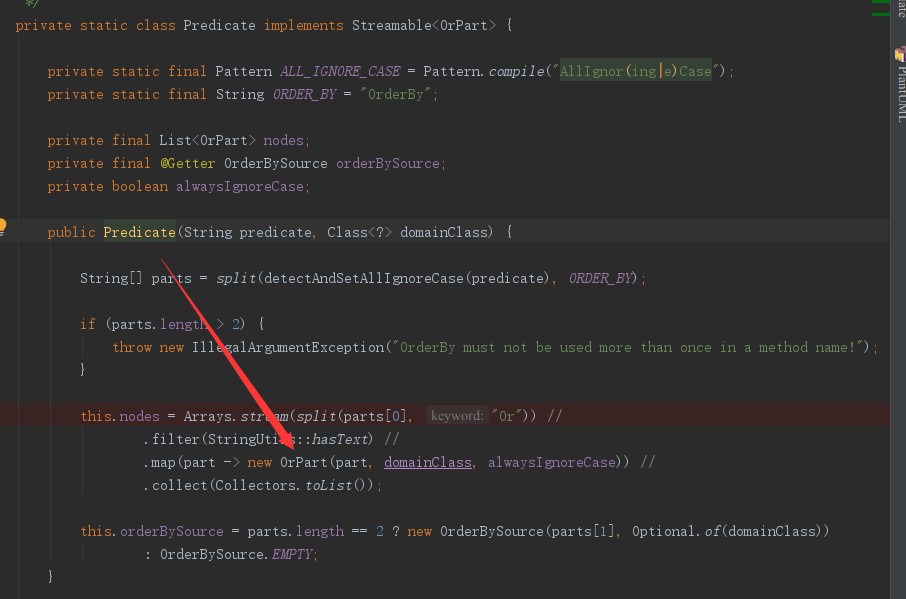 */
private static class Predicate implements Streamable<OrPart> {
private static final Pattern ALL_IGNORE_CASE = Pattern.compile("AllIgnor(ing|e)Case");
private static final String ORDER_BY = "OrderBy";
private final List<OrPart> nodes;
private final @Getter OrderBySource orderBySource;
private boolean alwaysIgnoreCase;
public Predicate(String predicate, Class<?> domainClass) {
String[] parts = split(detectAndSetAllIgnoreCase(predicate), ORDER_BY);
if (parts.length > 2) {
throw new IllegalArgumentException("OrderBy must not be used more than once in a method name!");
}
this.nodes = Arrays.stream(split(parts[0], keyword: "Or")) //
.filter(StringUtils::hasText) //
.map(part -> new OrPart(part, domainClass, alwaysIgnoreCase)) //
.collect(Collectors.toList());
this.orderBySource = parts.length == 2 ? new OrderBySource(parts[1], Optional.of(domainClass))
: OrderBySource.EMPTY;
}
PlantUML